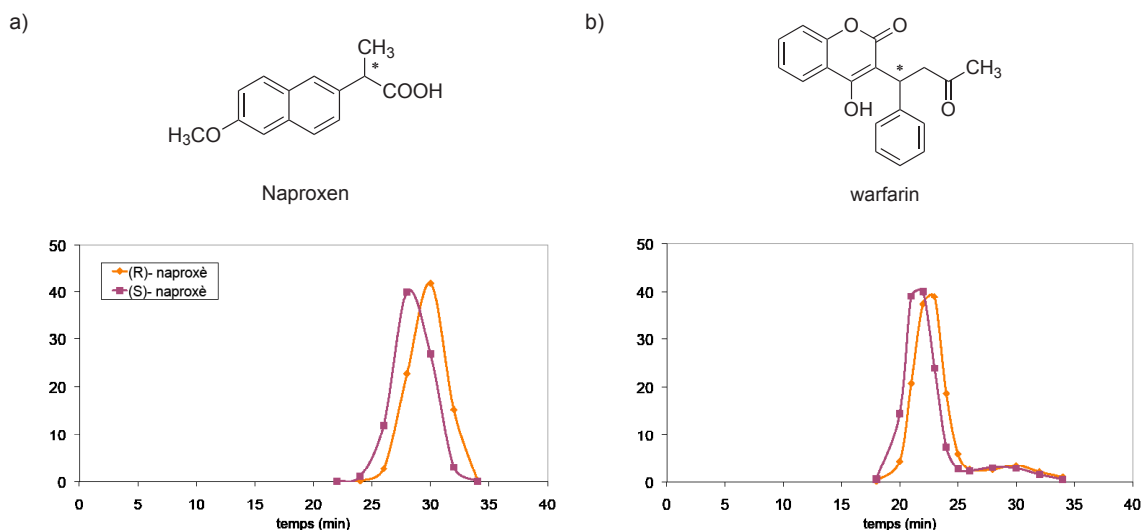 a)
CH3
*
COOH
H3CO
Naproxen
50
40
30
20
10
0
(R)- naproxè
(S)- naproxè
0 5 10 15 20 25 30 35 40
temps (min)
b)
O O
*
CH3
OH O
warfarin
50
40
30
20
10
0
0 5 10 15 20 25 30 35 40
temps (min)